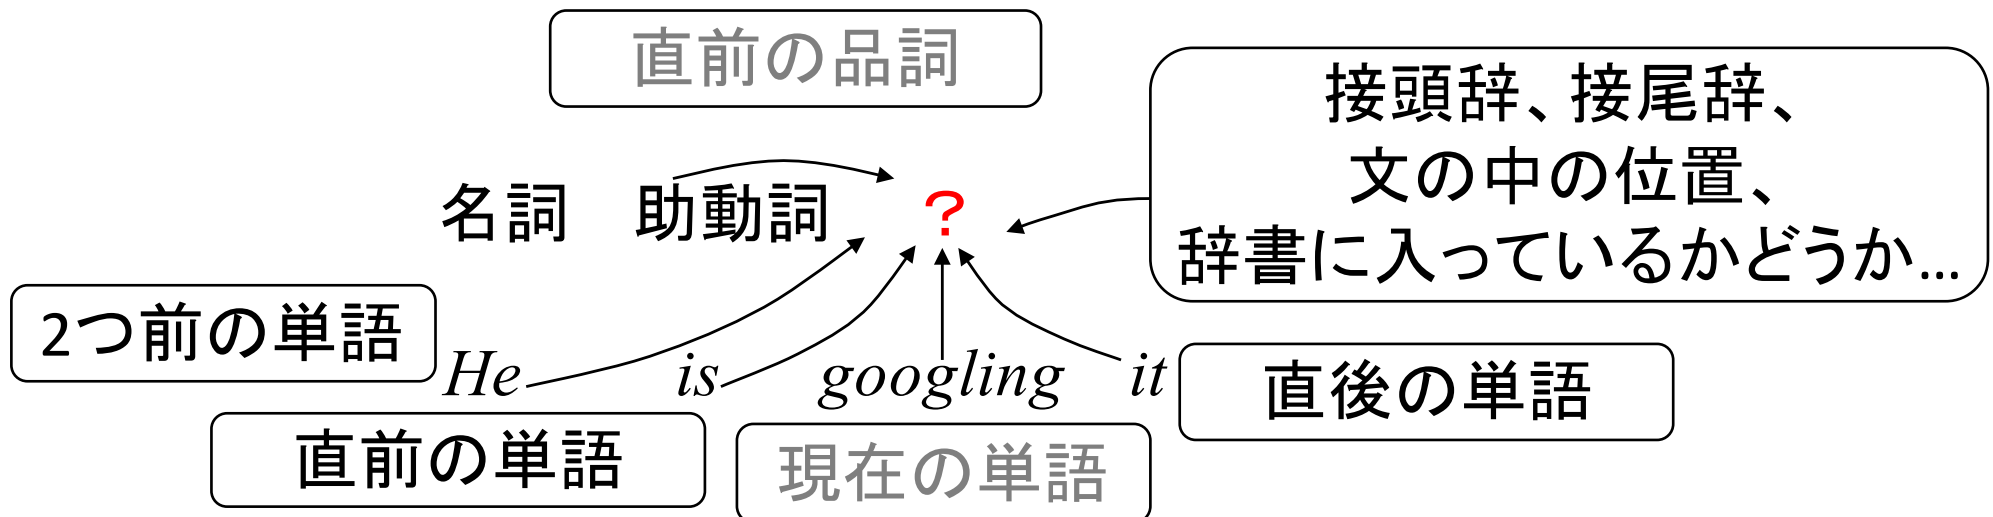 直前の品詞
接頭辞、接尾辞、
文の中の位置、
辞書に入っているかどうか...
名詞 助動詞 ?
2つ前の単語
He is googling it
直後の単語
直前の単語
現在の単語